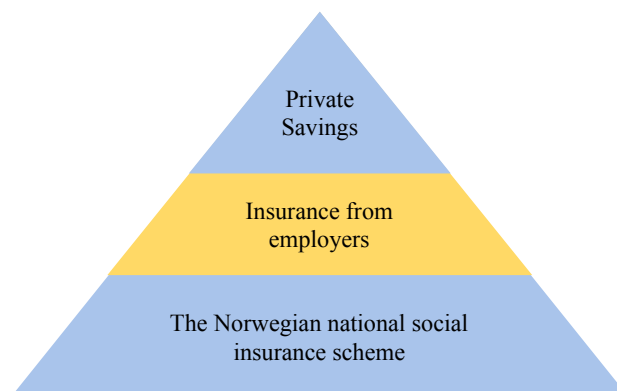 Private
Savings
Insurance from
employers
The Norwegian national social
insurance scheme